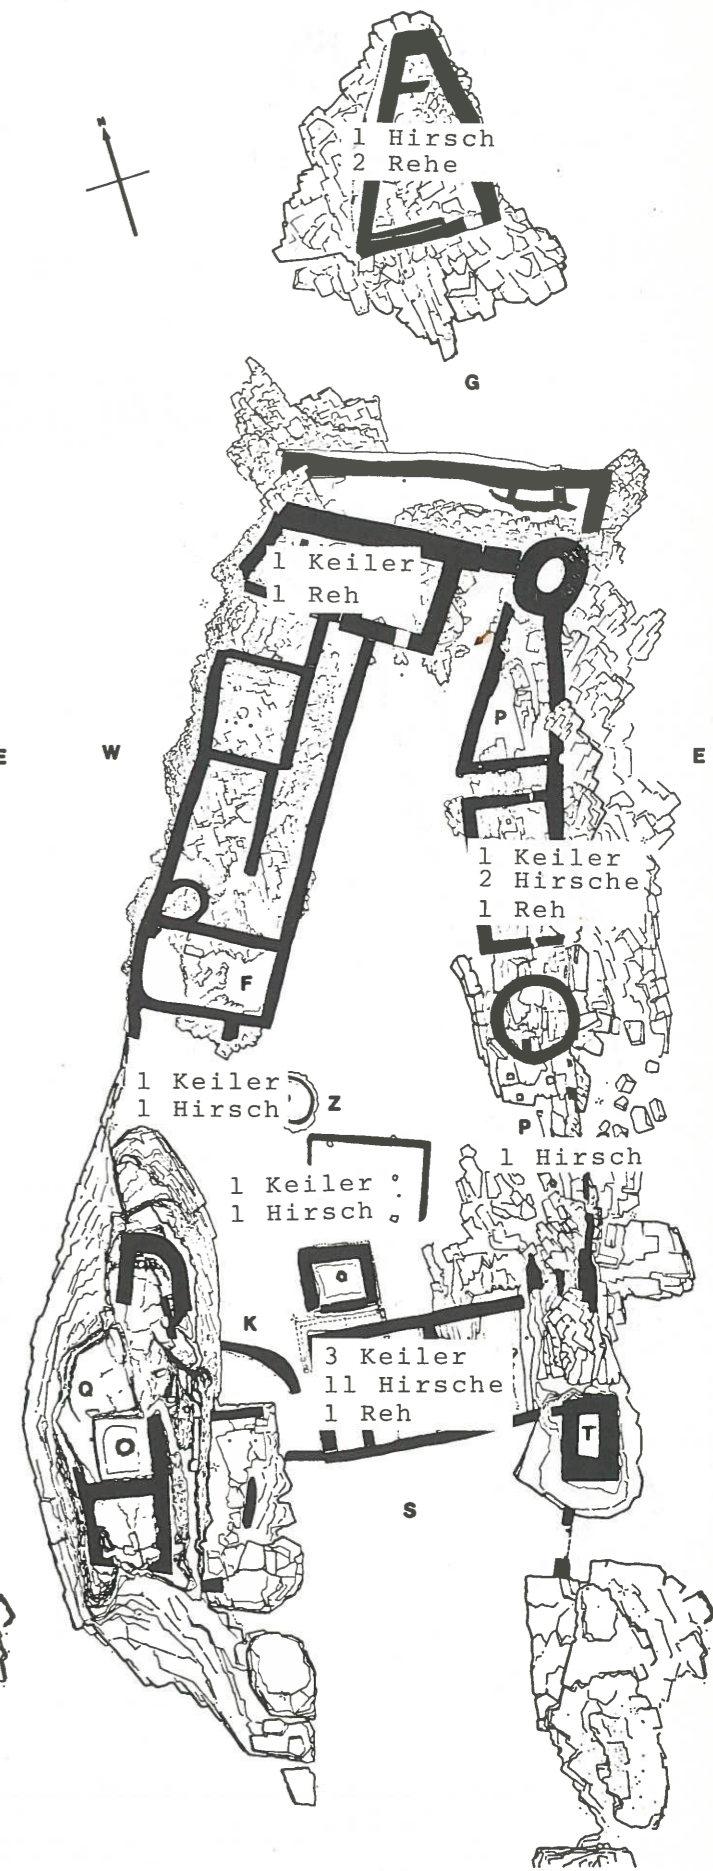 N
1 Hirsch
2 Rehe
G
1 Keiler
1 Reh
P
E
W
E
1 Keiler
2 Hirsche
1 Reh
F
1 Keiler
1 Hirsch
Z
P
1 Hirsch
1 Keiler
1 Hirsch
K
3 Keiler
11 Hirsche
1 Reh
Q
O
T
S